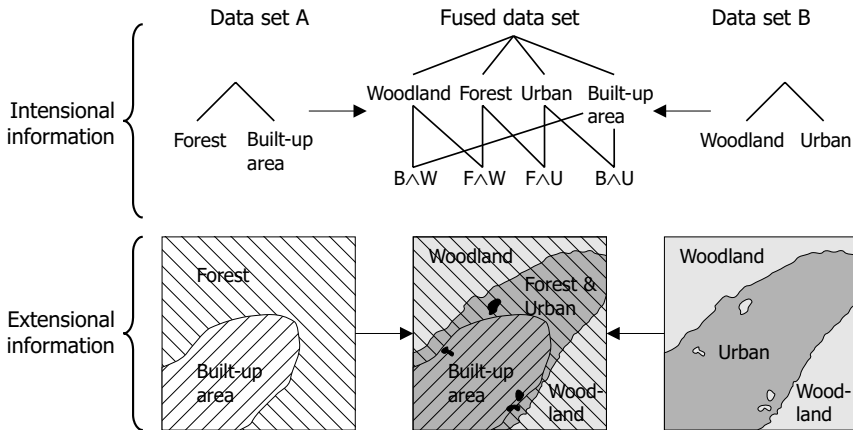 Data set A
Fused data set
Data set B
Intensional
information
Forest
Built-up
area
Woodland
Forest
Urban
Built-up
area
B∧W
F∧W
F∧U
B∧U
Woodland
Urban
Extensional
information
Forest
Built-up
area
Woodland
Forest &
Urban
Built-up
area
Wood-
land
Woodland
Urban
Wood-
land